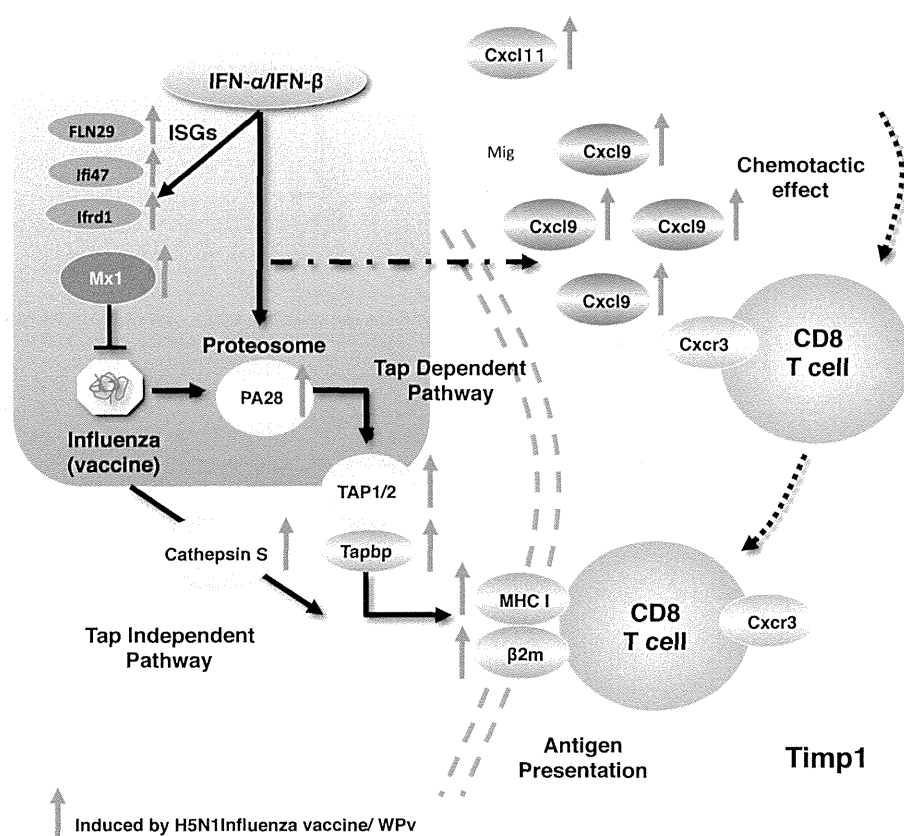 Cxcl11
IFN-α/IFN-β
FLN29
ISGs
Ifi47
Ifrd1
Mx1
Mig
Cxcl9
Chemotactic
effect
Cxcl9
Cxcl9
Cxcl9
Cxcr3
CD8
T cell
Proteosome
PA28
Tap Dependent
Pathway
Influenza
(vaccine)
TAP1/2
Cathepsin S
Tapbp
MHC I
β2m
CD8
T cell
Cxcr3
Tap Independent
Pathway
Antigen
Presentation
Timp1
Induced by H5N1Influenza vaccine/ WPv